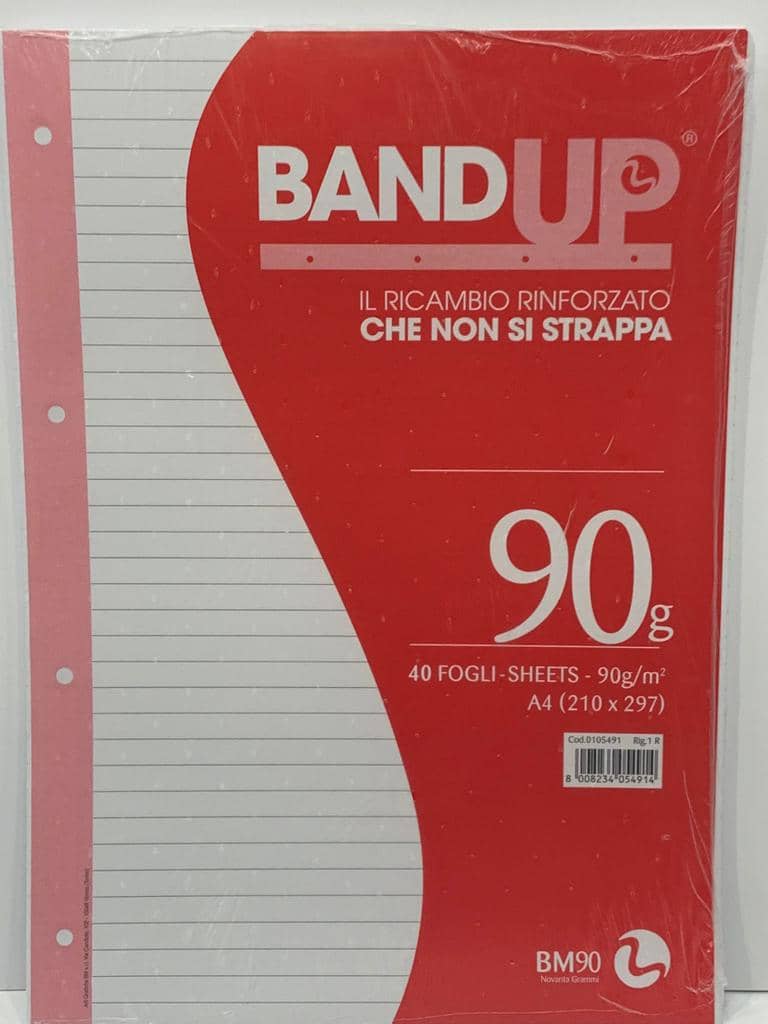 BANDUP®
IL RICAMBIO RINFORZATO
CHE NON SI STRAPPA
90g
40 FOGLI-SHEETS - 90g/m²
A4 (210 x 297)
Cod.0105491 Rig.1 R
8 008234 054914
BM90
Novanta Grammi